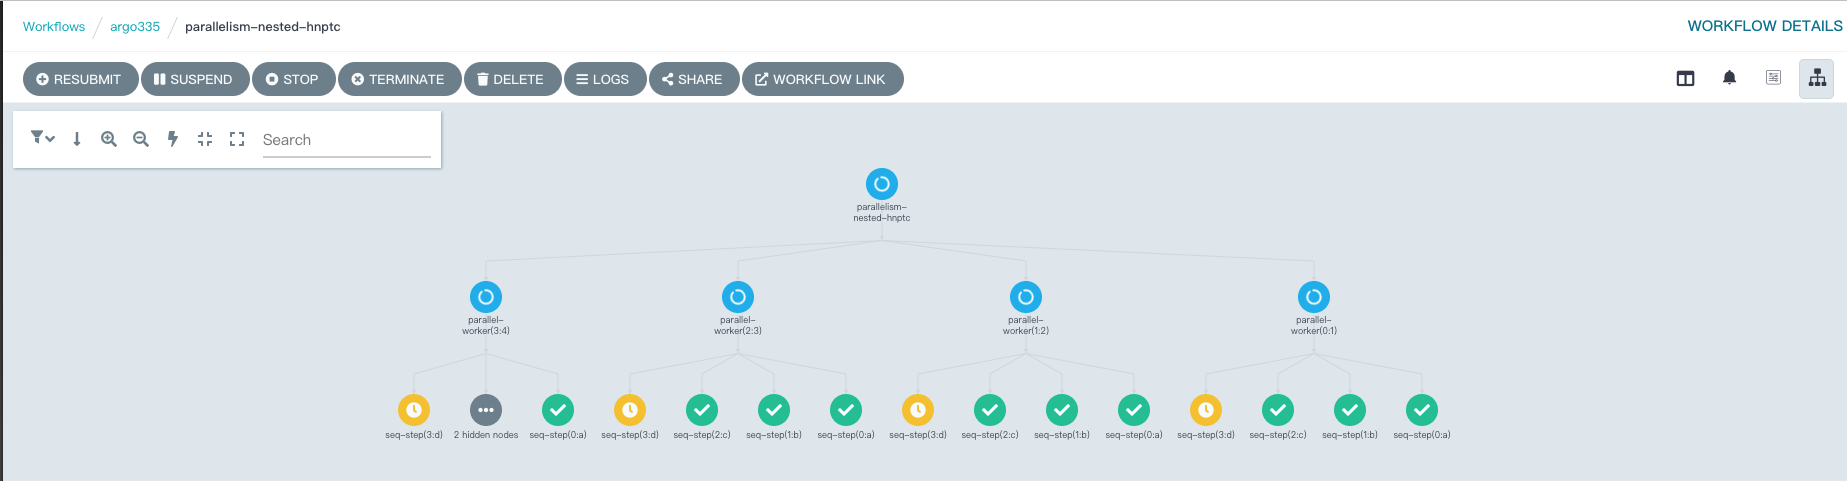 Workflows / argo335 / parallelism-nested-hnptc
WORKFLOW DETAILS
RESUBMIT SUSPEND STOP TERMINATE DELETE LOGS SHARE WORKFLOW LINK
Search
parallelism-
nested-hnptc
parallel-
worker(3:4)
parallel-
worker(2:3)
parallel-
worker(1:2)
parallel-
worker(0:1)
seq-step(3:d)
2 hidden nodes
seq-step(0:a)
seq-step(3:d)
seq-step(2:c)
seq-step(1:b)
seq-step(0:a)
seq-step(3:d)
seq-step(2:c)
seq-step(1:b)
seq-step(0:a)
seq-step(3:d)
seq-step(2:c)
seq-step(1:b)
seq-step(0:a)